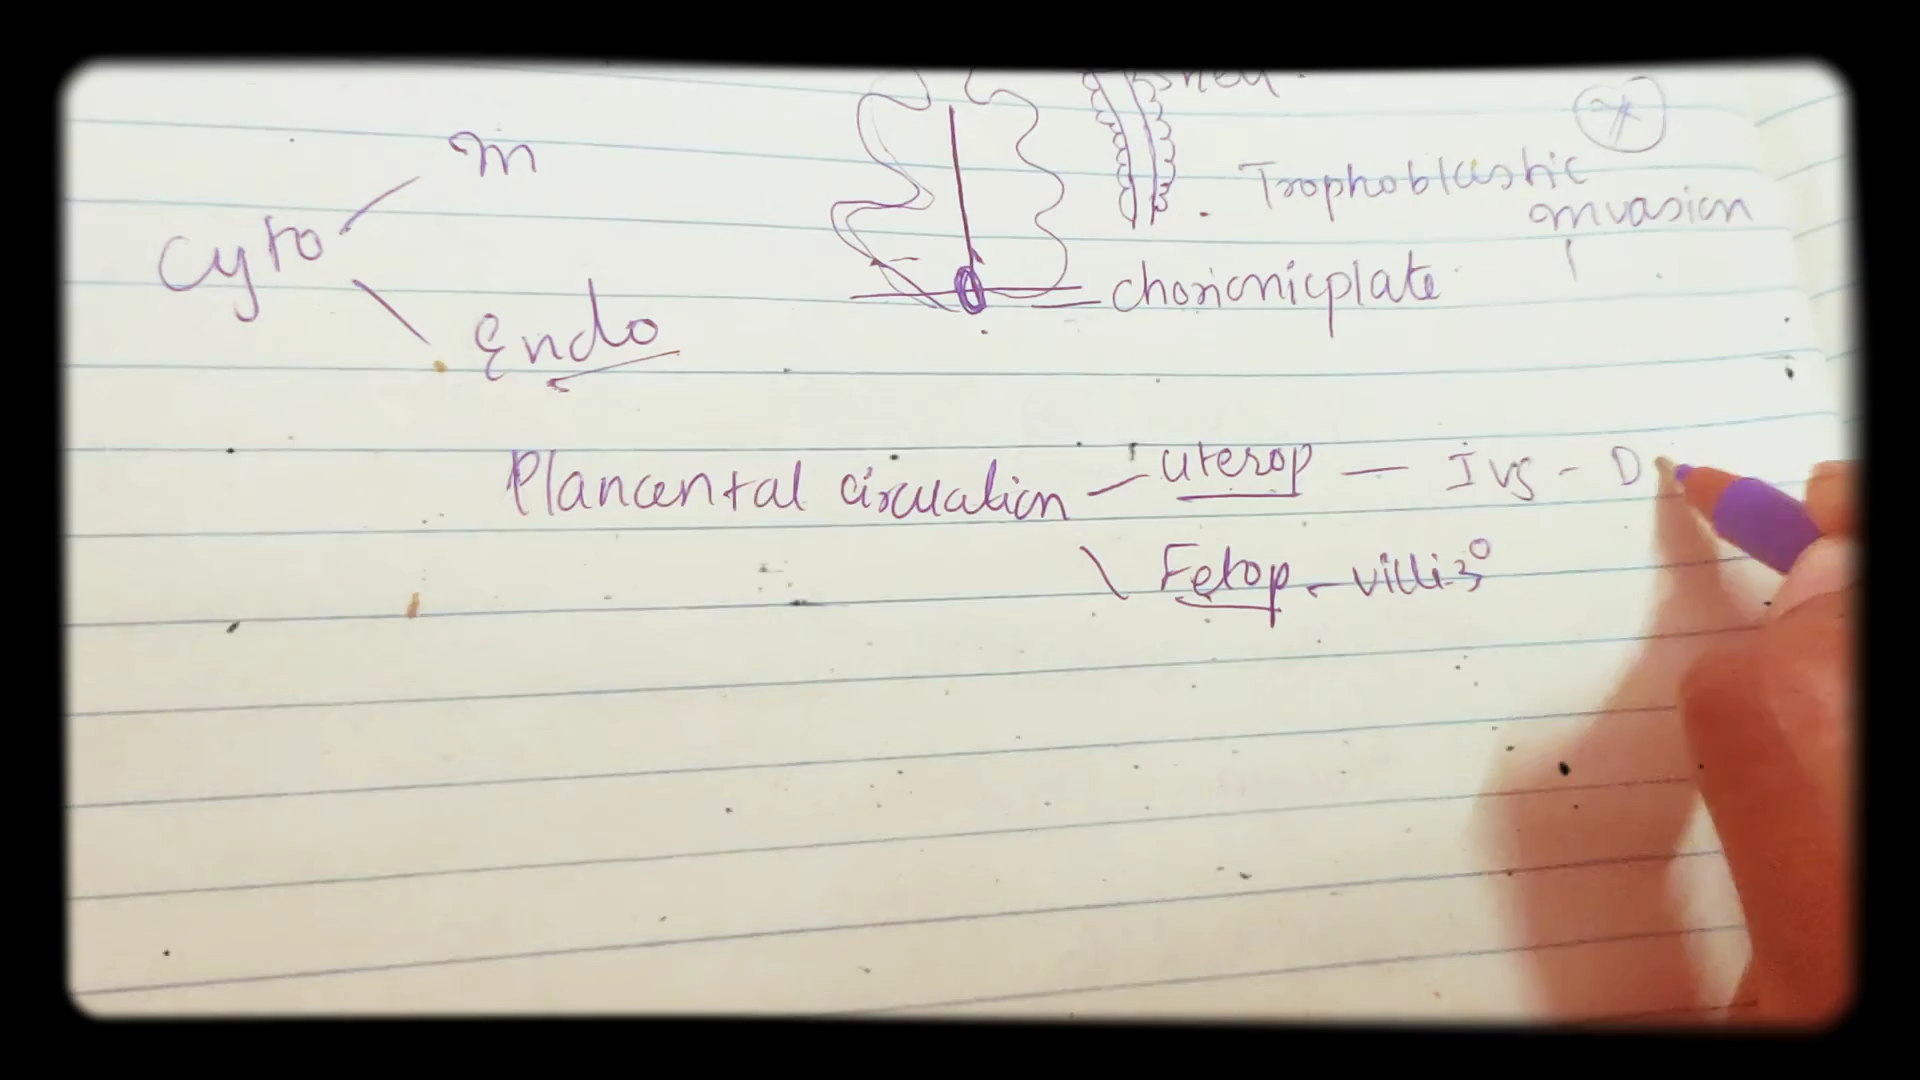 m
Trophoblastic
invasion
Cyto
chorionicplate
Endo
Plancental circulation - uterop - Ivs - D
Fetop - villi-3°